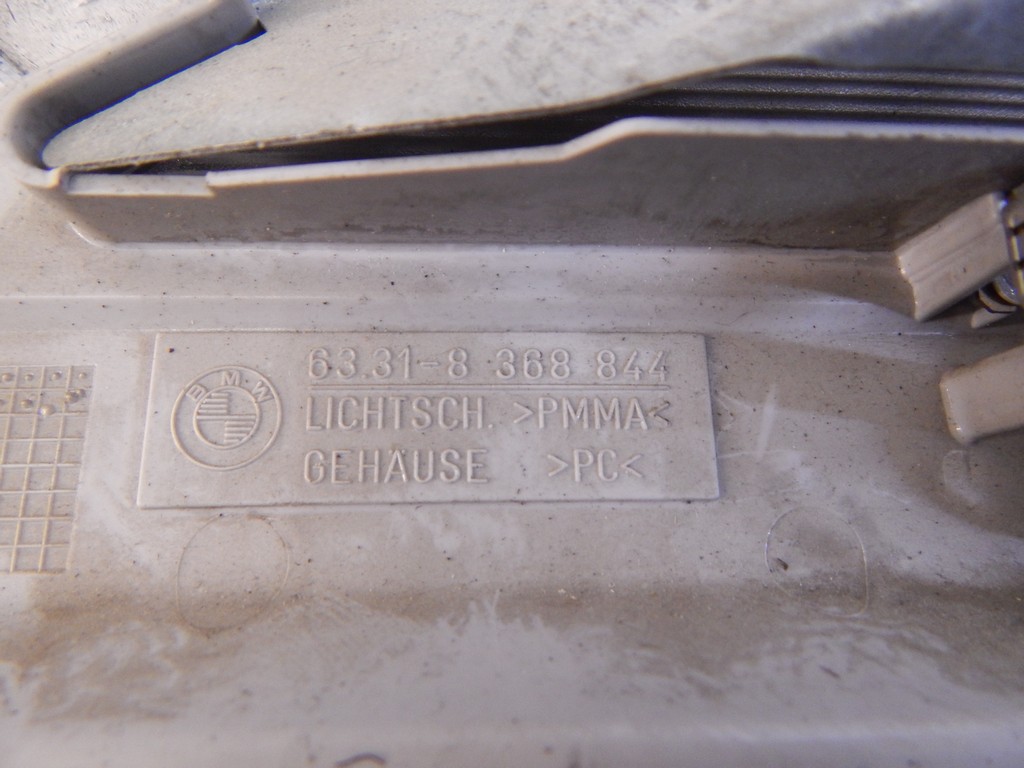 BMW
63.31-8 368 844
LICHTSCH. >PMMA<
GEHÄUSE >PC<